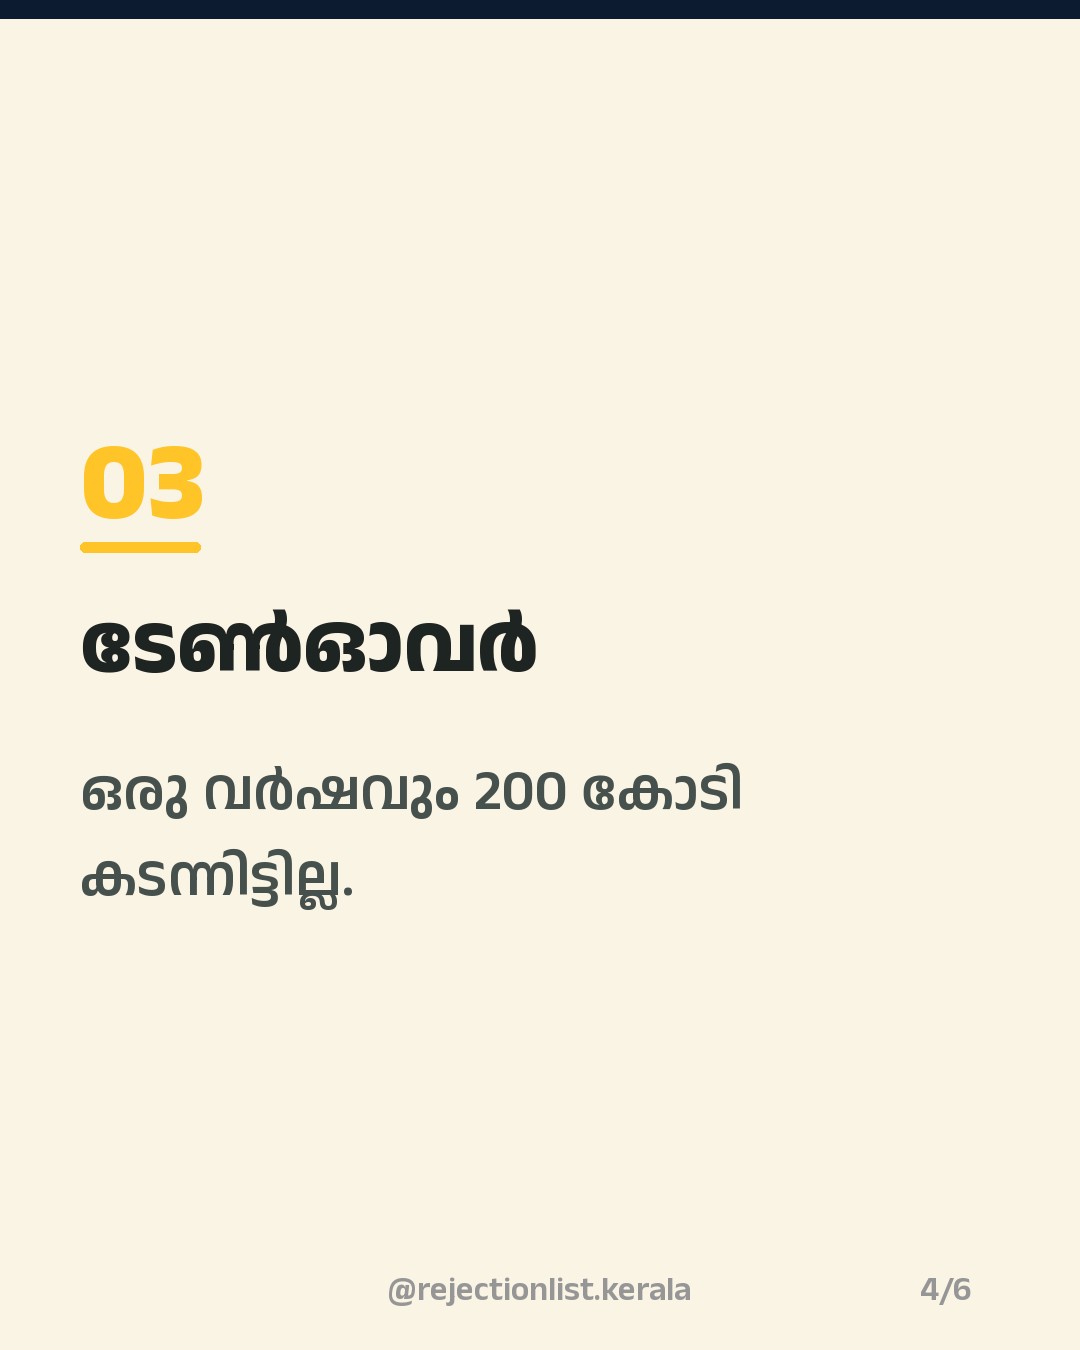 03
ടേൺഓവർ
ഒരു വർഷവും 200 കോടി
കടന്നിട്ടില്ല.
@rejectionlist.kerala
4/6